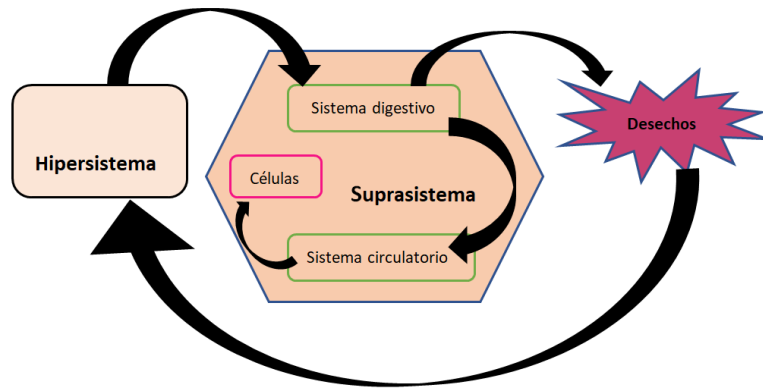 Hipersistema
Sistema digestivo
Células
Suprasistema
Sistema circulatorio
Desechos